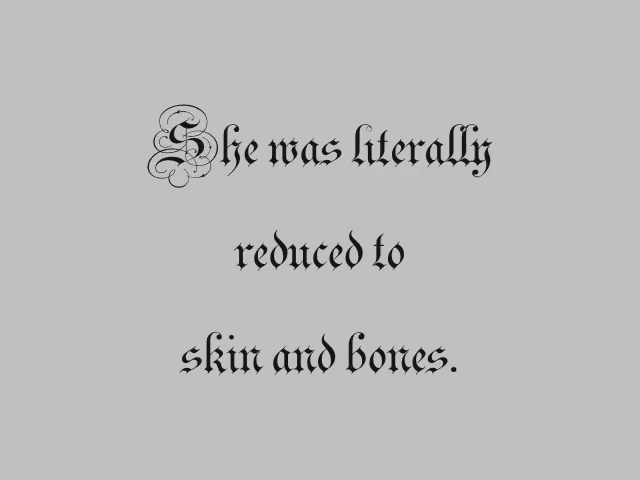 She was literally
reduced to
skin and bones.